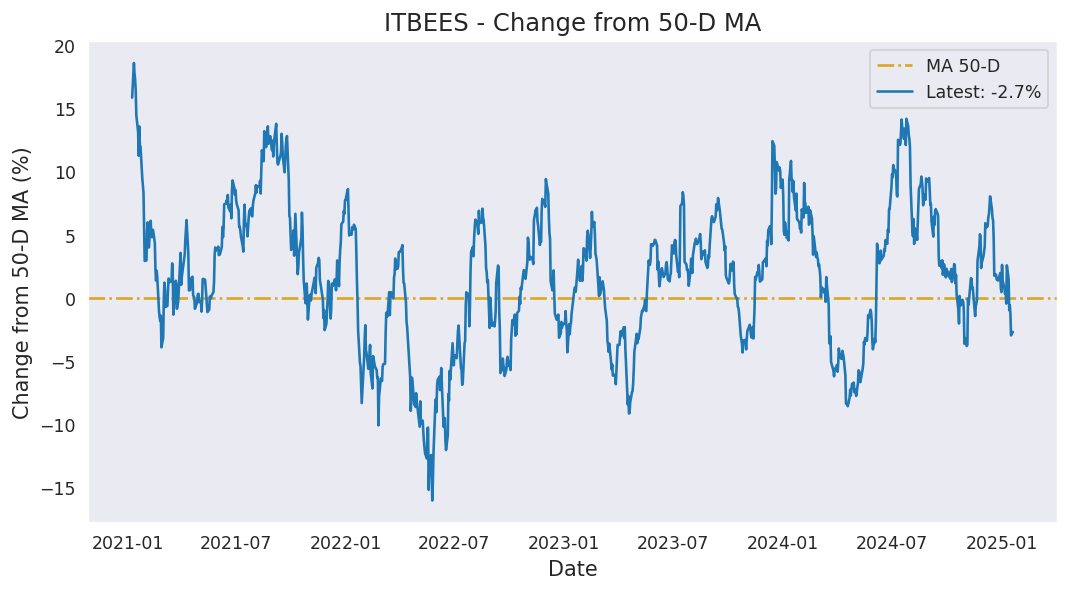 ITBEES - Change from 50-D MA
MA 50-D
Latest: -2.7%
Change from 50-D MA (%)
20
15
10
5
0
−5
−10
−15
2021-01 2021-07 2022-01 2022-07 2023-01 2023-07 2024-01 2024-07 2025-01
Date